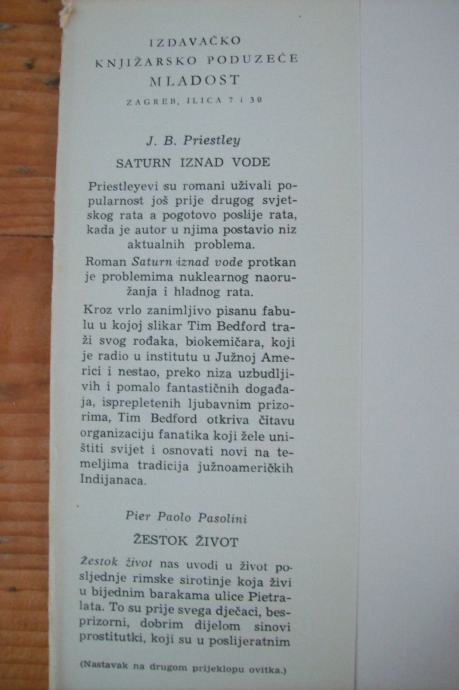 IZDAVAČKO
KNJIŽARSKO PODUZEĆE
MLADOST
ZAGREB, ILICA 7 i 30
J. B. Priestley
SATURN IZNAD VODE
Priestleyevi su romani uživali po-
pularnost još prije drugog svjet-
skog rata a pogotovo poslije rata,
kada je autor u njima postavio niz
aktualnih problema.
Roman Saturn iznad vode protkan
je problemima nuklearnog naoru-
žanja i hladnog rata.
Kroz vrlo zanimljivo pisanu fabu-
lu u kojoj slikar Tim Bedford tra-
ži svog rođaka, biokemičara, koji
je radio u institutu u Južnoj Ame-
rici i nestao, preko niza uzbudlji-
vih i pomalo fantastičnih događa-
ja, isprepletenih ljubavnim prizo-
rima, Tim Bedford otkriva čitavu
organizaciju fanatika koji žele uni-
štiti svijet i osnovati novi na te-
meljima tradicija južnoameričkih
Indijanaca.
Pier Paolo Pasolini
ŽESTOK ŽIVOT
Žestok život nas uvodi u život po-
sljednje rimske sirotinje koja živi
u bijednim barakama ulice Pietra-
lata. To su prije svega dječaci, bes-
prizorni, dobrim dijelom sinovi
prostitutki, koji su u poslijeratnim
(Nastavak na drugom prijeklopu ovitka.)